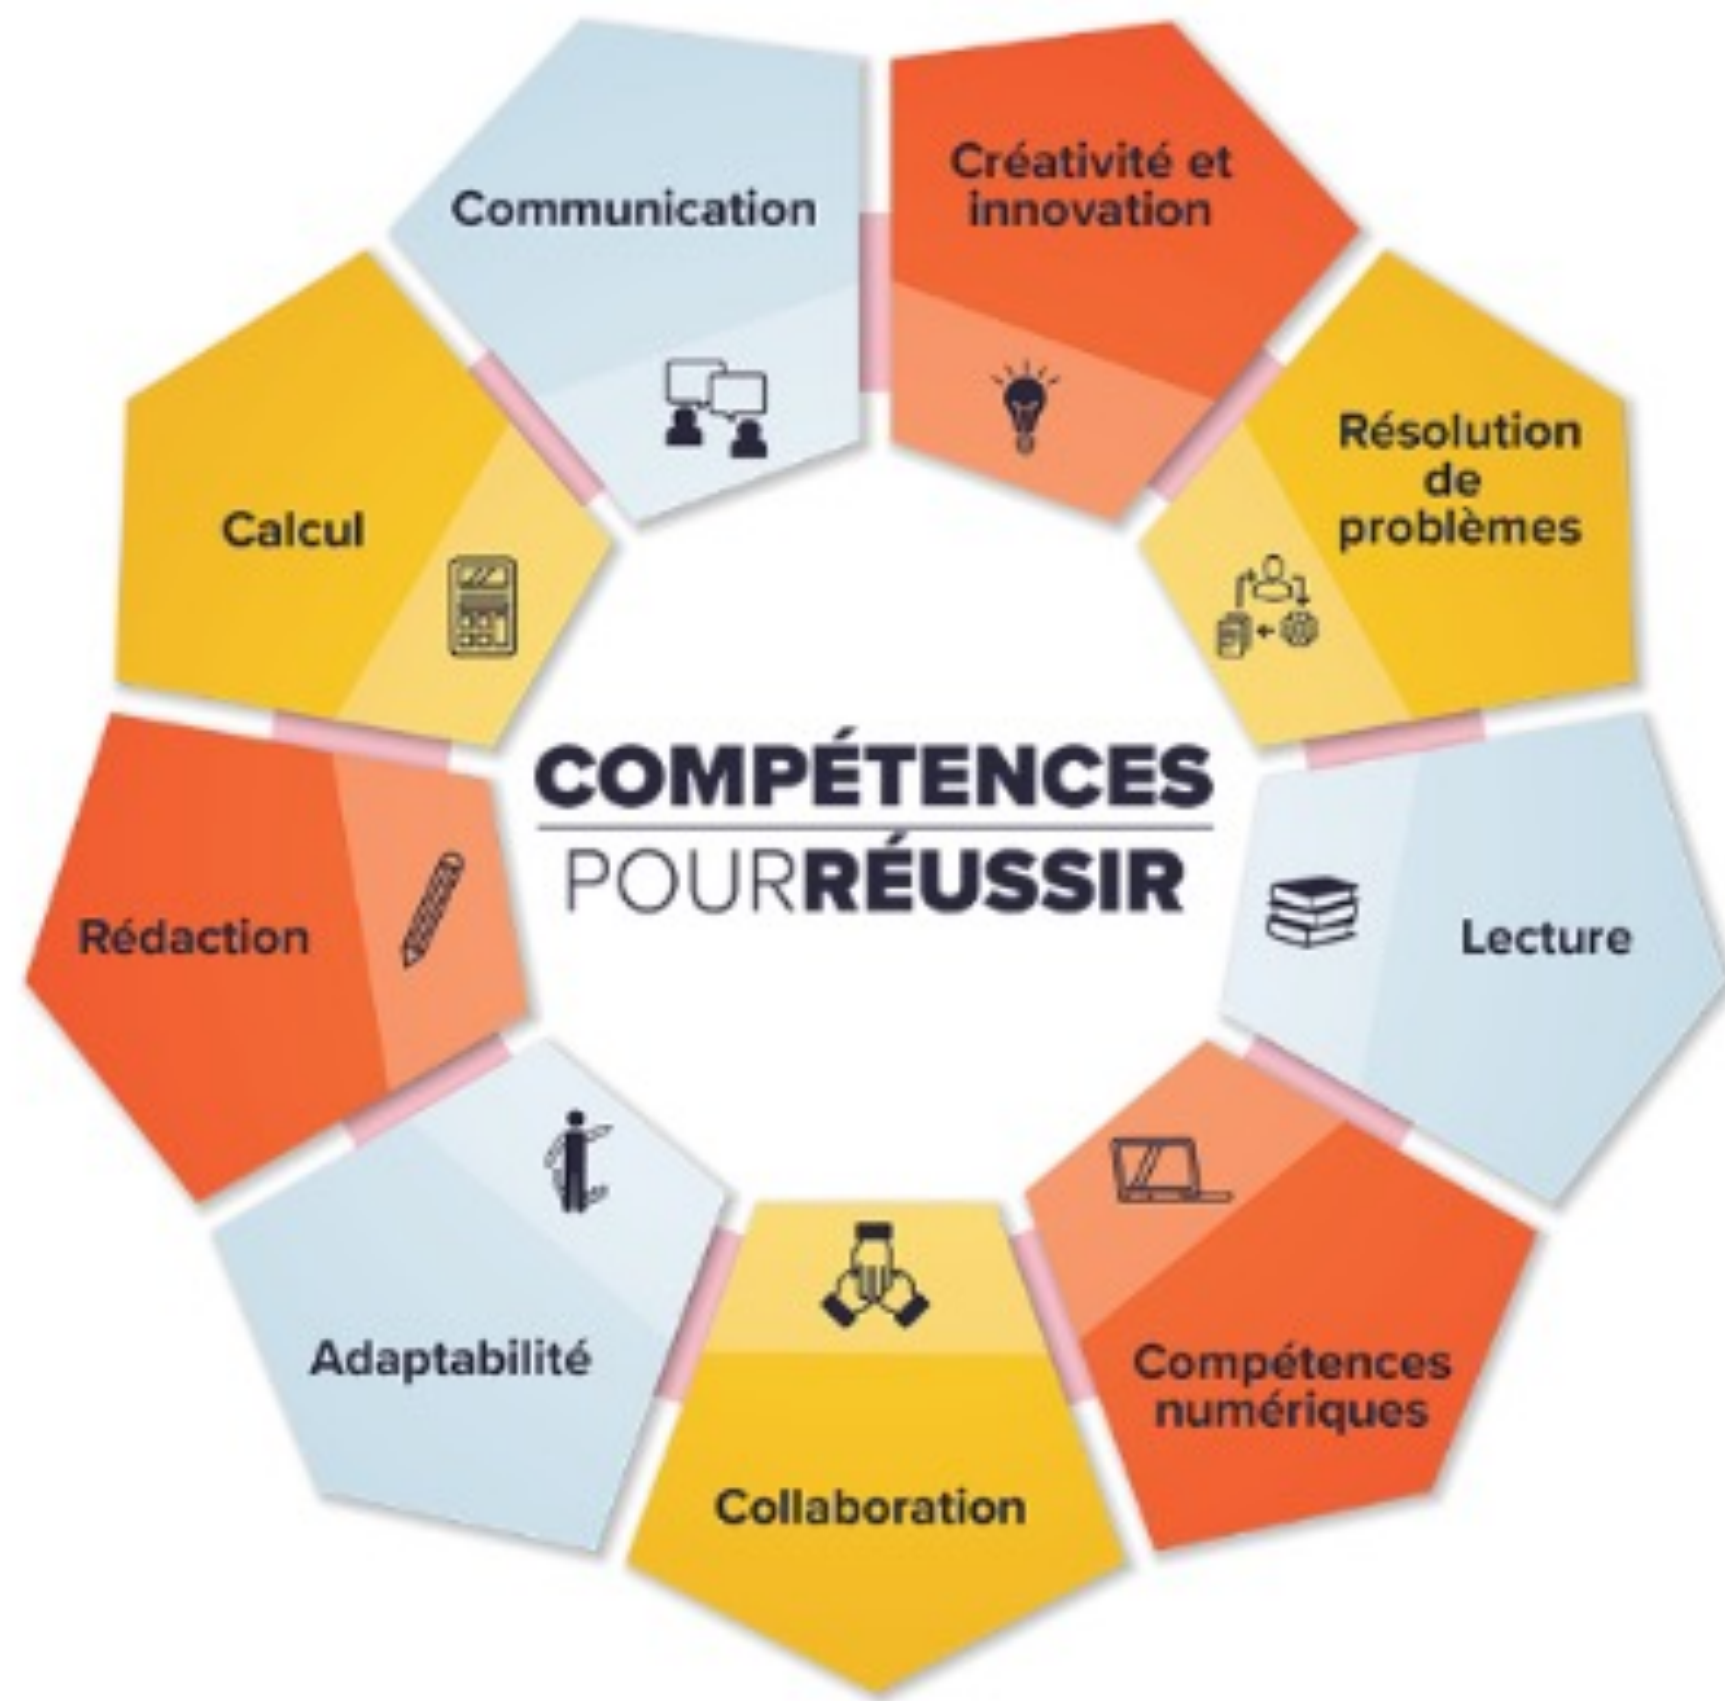 Communication
Créativité et
innovation
Résolution
de
problèmes
Lecture
Compétences
numériques
Collaboration
Adaptabilité
Rédaction
Calcul
COMPÉTENCES
POURRÉUSSIR